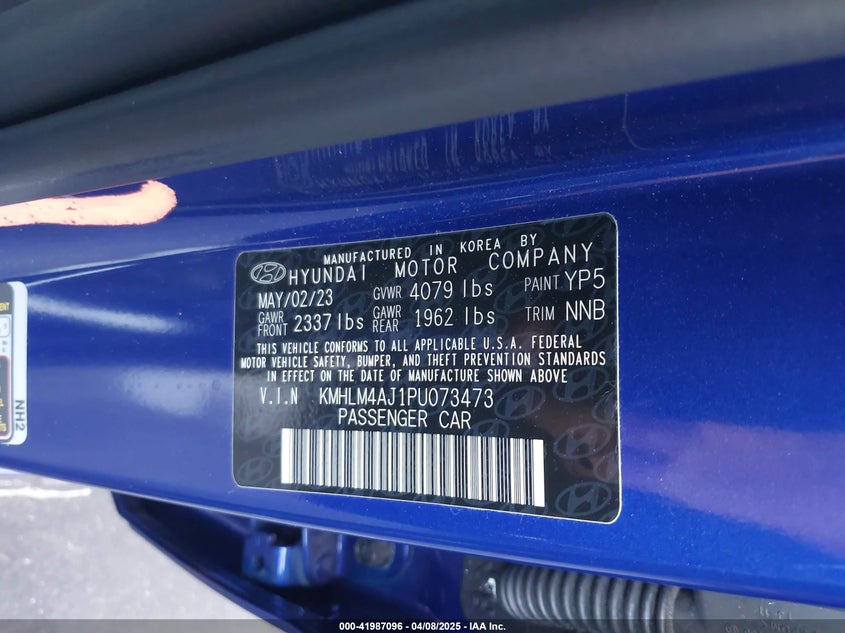 MANUFACTURED IN KOREA BY
HYUNDAI MOTOR COMPANY
MAY/02/23 GVWR 4079 lbs PAINT YP5
GAWR FRONT 2337 lbs GAWR REAR 1962 lbs TRIM NNB
THIS VEHICLE CONFORMS TO ALL APPLICABLE U.S.A. FEDERAL
MOTOR VEHICLE SAFETY, BUMPER, AND THEFT PREVENTION STANDARDS
IN EFFECT ON THE DATE OF MANUFACTURE SHOWN ABOVE
V.I.N KMHLM4AJ1PU073473
PASSENGER CAR
NH2
000-41987096 - 04/08/2025 - IAA Inc.